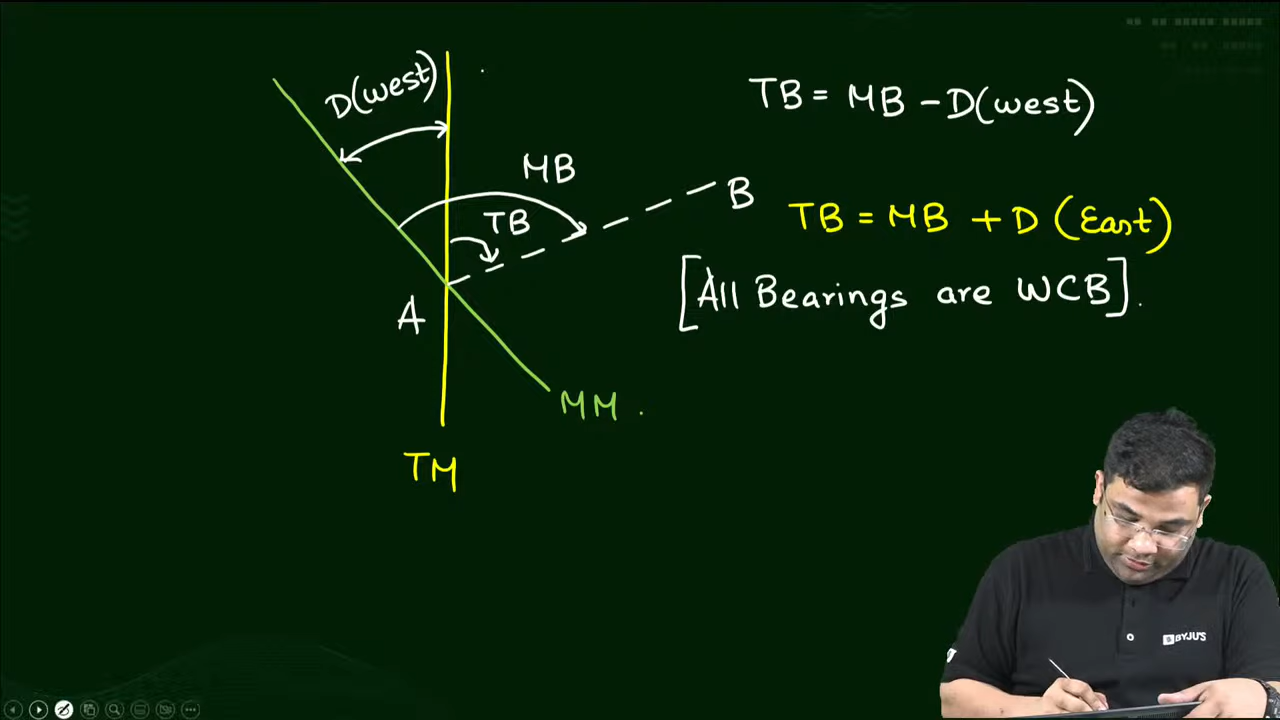 D(west)
TB = MB - D(west)
MB
B
TB = MB + D (East)
TB
[All Bearings are WCB].
A
MM
TM
BYJU'S